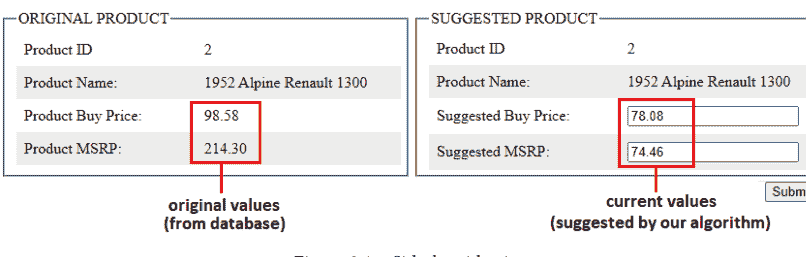 ORIGINAL PRODUCT
Product ID 2
Product Name: 1952 Alpine Renault 1300
Product Buy Price: 98.58
Product MSRP: 214.30
original values
(from database)
SUGGESTED PRODUCT
Product ID 2
Product Name: 1952 Alpine Renault 1300
Suggested Buy Price: 78.08
Suggested MSRP: 74.46
Subm
current values
(suggested by our algorithm)